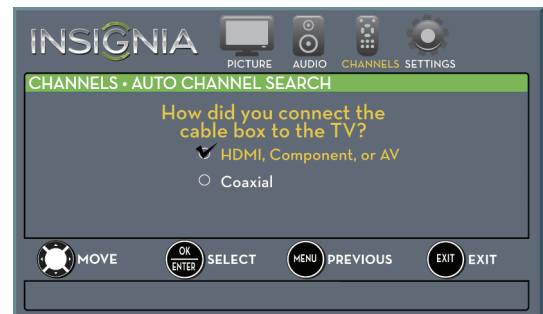 INSIGNIA
PICTURE AUDIO CHANNELS SETTINGS
CHANNELS • AUTO CHANNEL SEARCH
How did you connect the
cable box to the TV?
HDMI, Component, or AV
Coaxial
MOVE OK ENTER SELECT MENU PREVIOUS EXIT EXIT